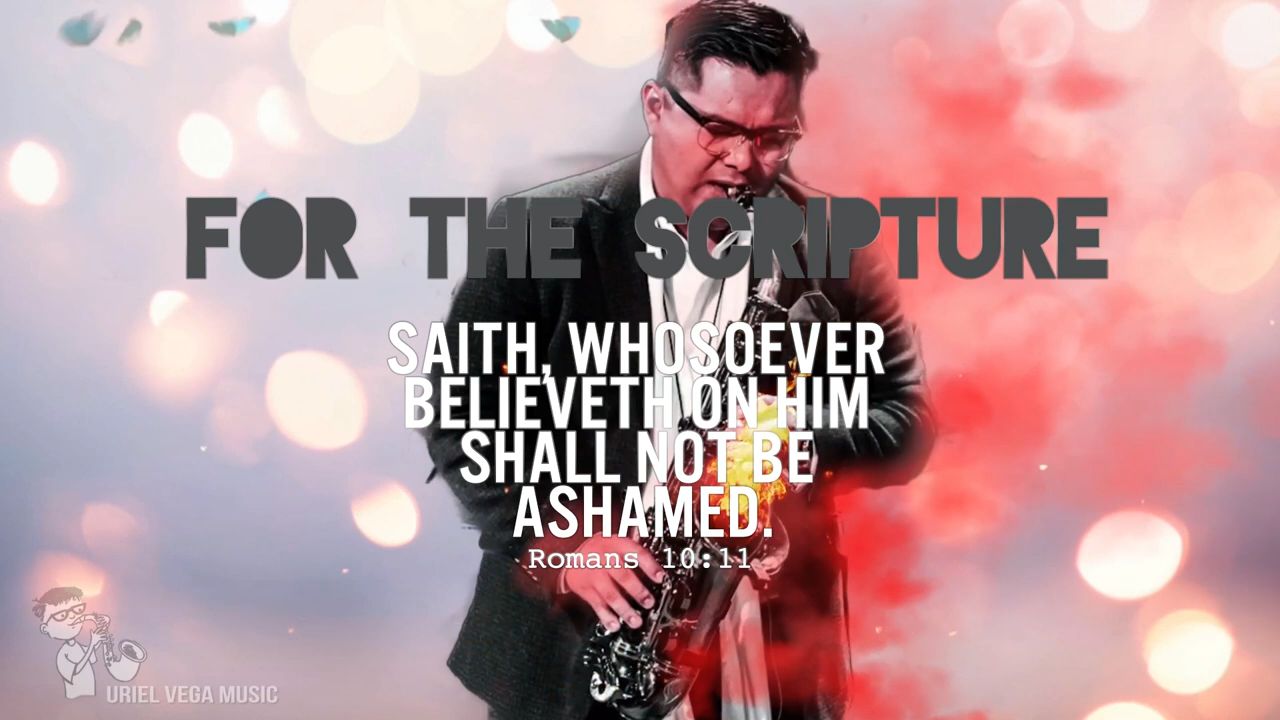 FOR THE SCRIPTURE
SAITH, WHOSOEVER
BELIEVETH ON HIM
SHALL NOT BE
ASHAMED.
Romans 10:11
URIEL VEGA MUSIC